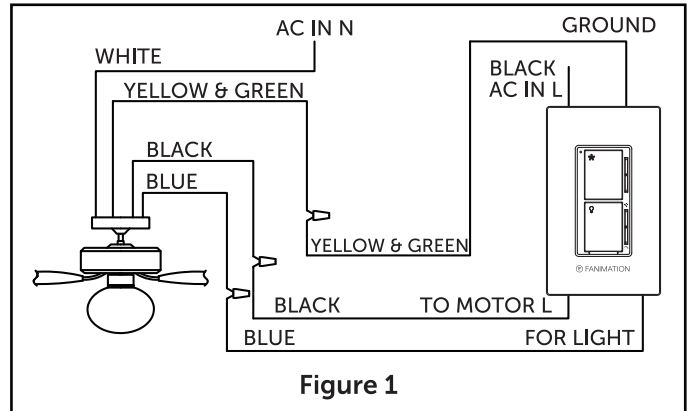 AC IN N
GROUND
WHITE
BLACK
AC IN L
YELLOW & GREEN
BLACK
BLUE
YELLOW & GREEN
FANIMATION
BLACK
TO MOTOR L
BLUE
FOR LIGHT
Figure 1